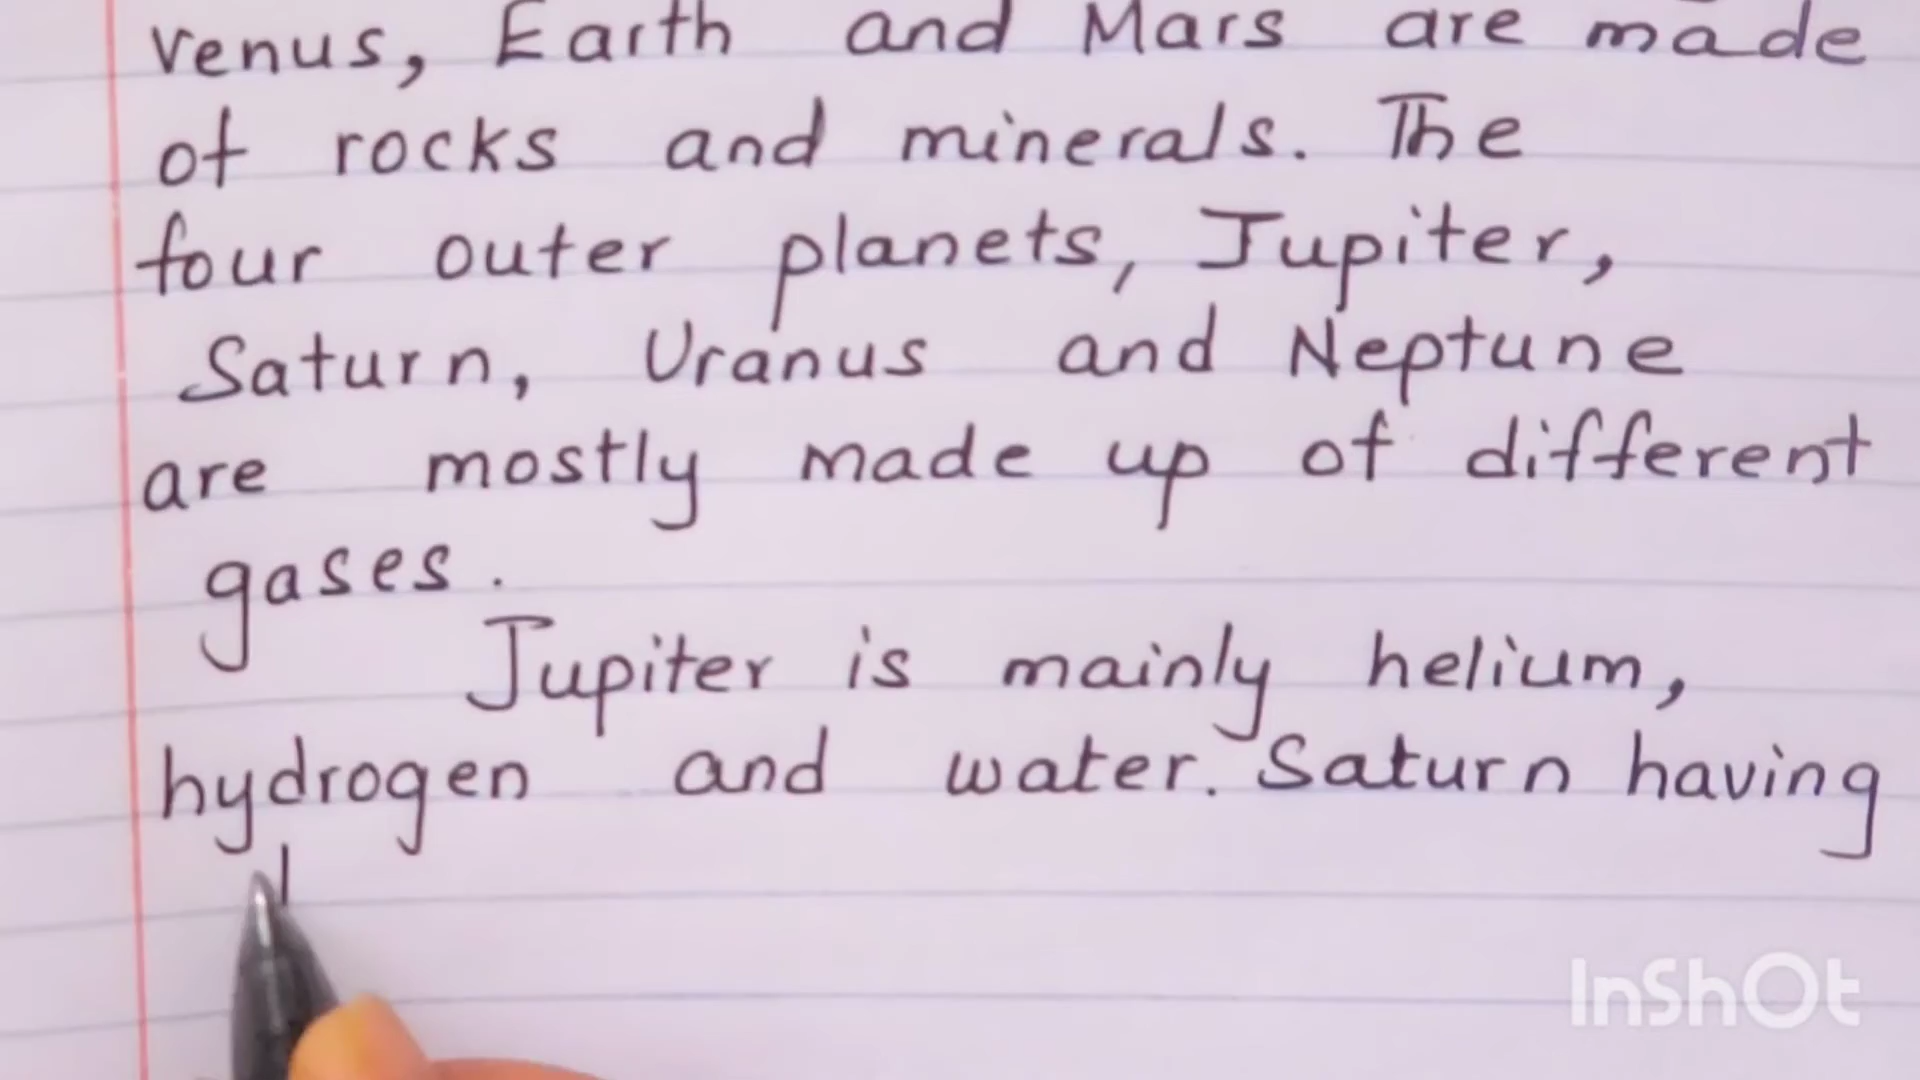 venus, Earth and Mars are made
of rocks and minerals. The
four outer planets, Jupiter,
Saturn, Uranus and Neptune
are mostly made up of different
gases.
Jupiter is mainly helium,
hydrogen and water. Saturn having
InShOt